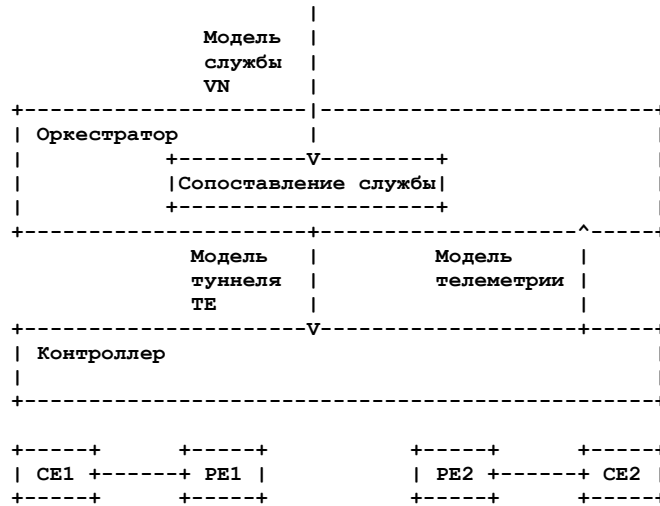 Модель
службы
VN
Оркестратор
Сопоставление службы
Модель Модель
туннеля телеметрии
TE
Контроллер
CE1 PE1 PE2 CE2